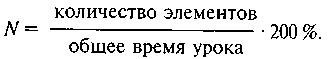 количество элементов
N = ———————————— · 200 %.
общее время урока